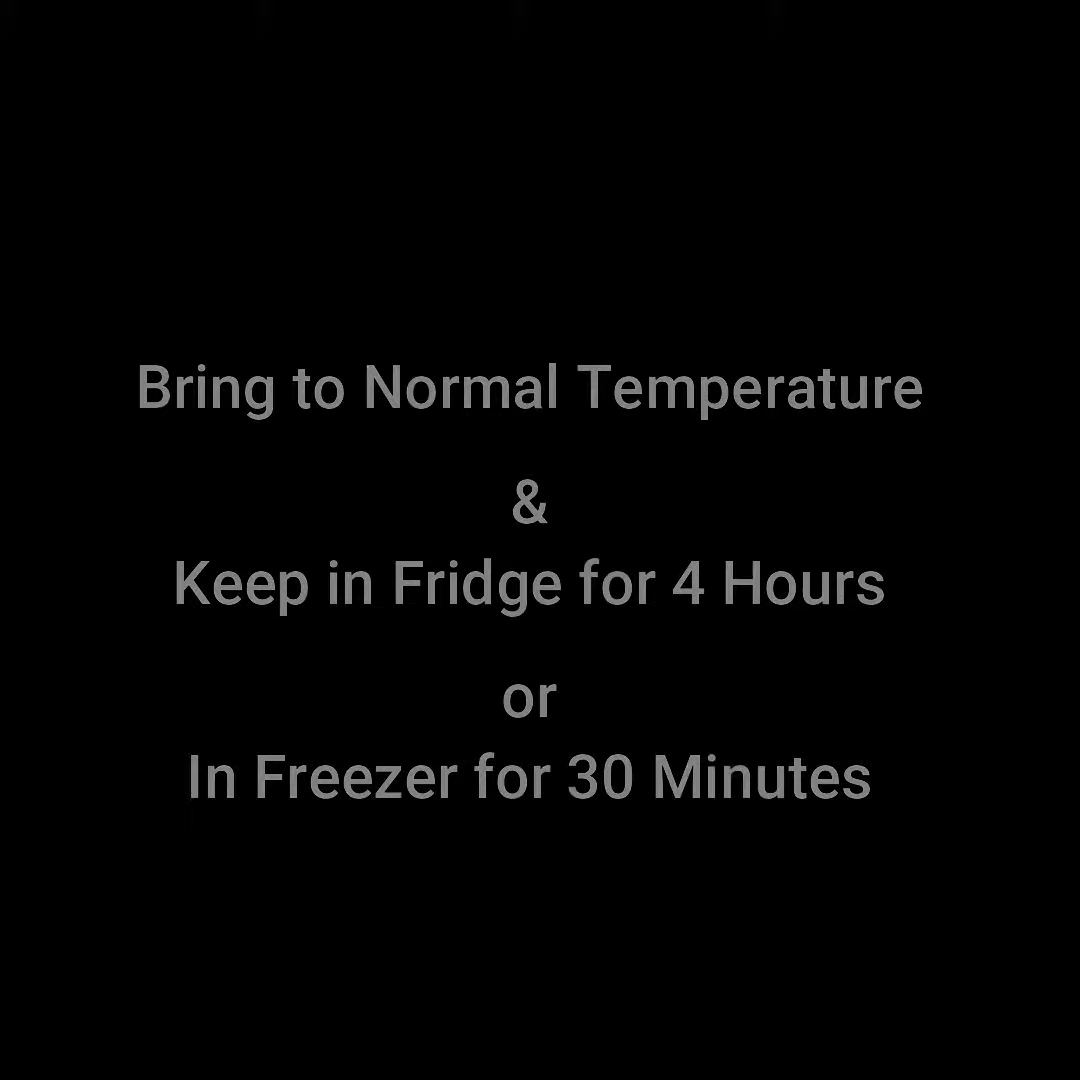 Bring to Normal Temperature
&
Keep in Fridge for 4 Hours
or
In Freezer for 30 Minutes